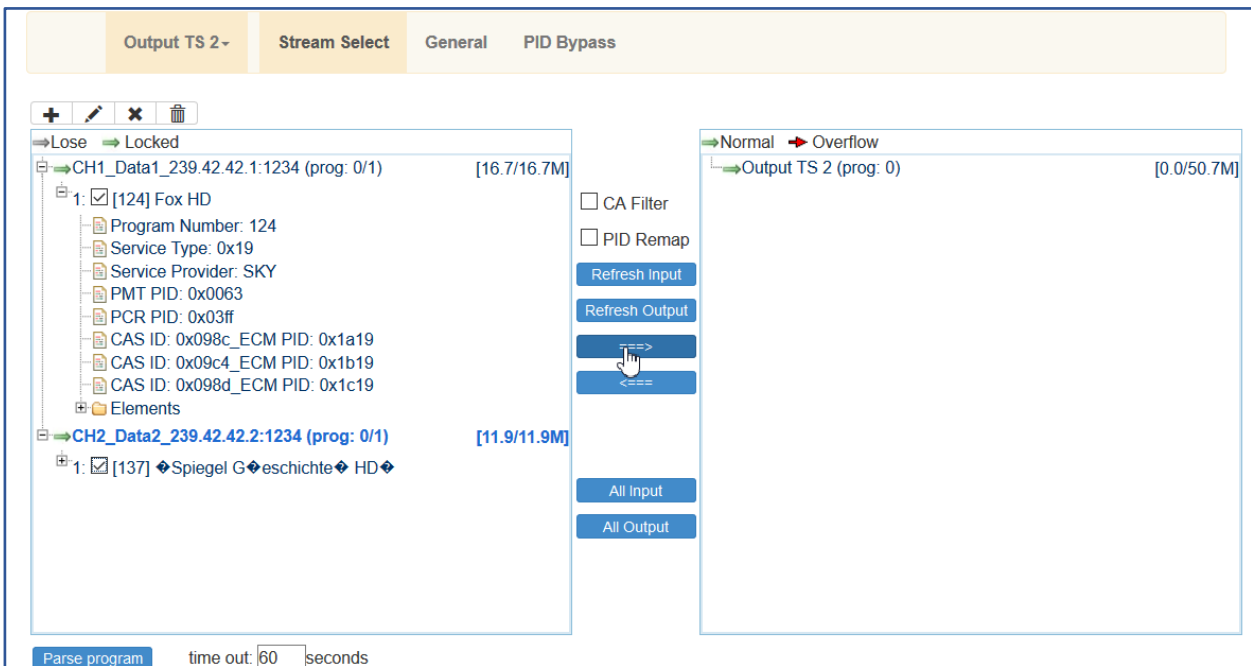 Output TS 2
Stream Select
General
PID Bypass
Lose Locked
CH1_Data1_239.42.42.1:1234 (prog: 0/1) [16.7/16.7M]
1: [124] Fox HD
Program Number: 124
Service Type: 0x19
Service Provider: SKY
PMT PID: 0x0063
PCR PID: 0x03ff
CAS ID: 0x098c_ECM PID: 0x1a19
CAS ID: 0x09c4_ECM PID: 0x1b19
CAS ID: 0x098d_ECM PID: 0x1c19
Elements
CH2_Data2_239.42.42.2:1234 (prog: 0/1) [11.9/11.9M]
1: [137] �Spiegel G�eschichte� HD�
CA Filter
PID Remap
Refresh Input
Refresh Output
===>
<===
All Input
All Output
Normal Overflow
Output TS 2 (prog: 0) [0.0/50.7M]
Parse program time out: 60 seconds